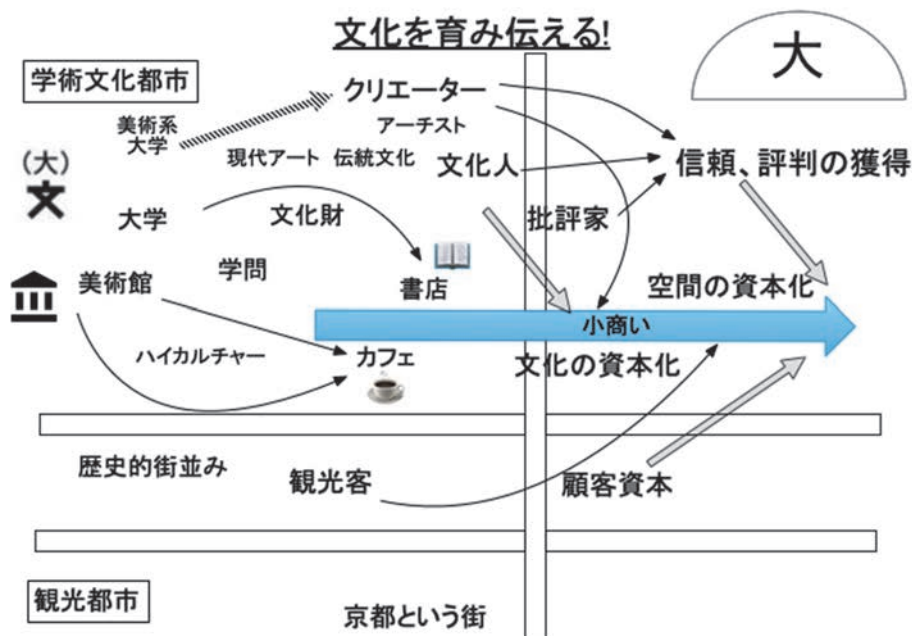 文化を育み伝える!
大
学術文化都市
クリエーター
美術系
大学
アーチスト
(大)
文
現代アート 伝統文化 文化人
信頼、評判の獲得
大学
文化財
批評家
学問
美術館
書店
空間の資本化
小商い
ハイカルチャー
カフェ
文化の資本化
歴史的街並み
観光客
顧客資本
観光都市
京都という街